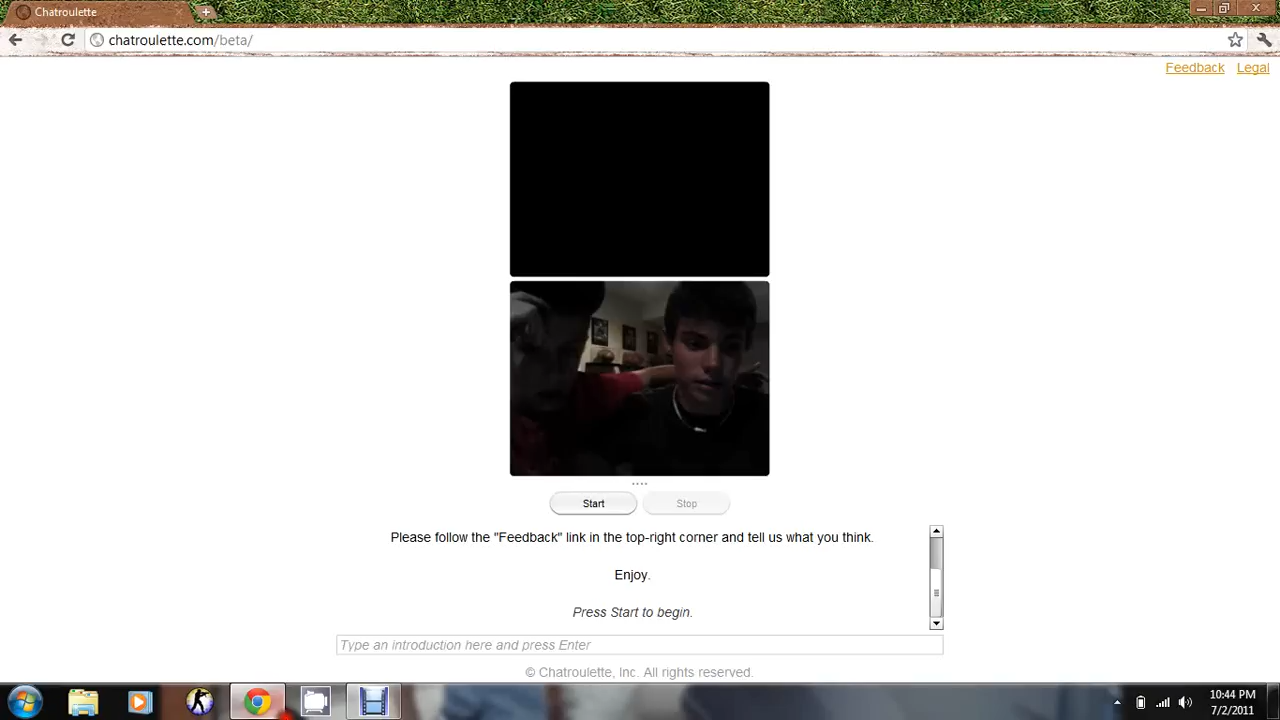 Chatroulette
chatroulette.com/beta/
Feedback Legal
Start Stop
Please follow the "Feedback" link in the top-right corner and tell us what you think.
Enjoy.
Press Start to begin.
Type an introduction here and press Enter
© Chatroulette, Inc. All rights reserved.
10:44 PM
7/2/2011